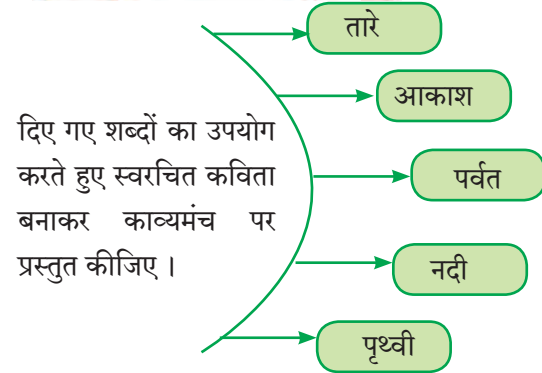 तारे
आकाश
दिए गए शब्दों का उपयोग
करते हुए स्वरचित कविता
बनाकर काव्यमंच पर
प्रस्तुत कीजिए ।
पर्वत
नदी
पृथ्वी